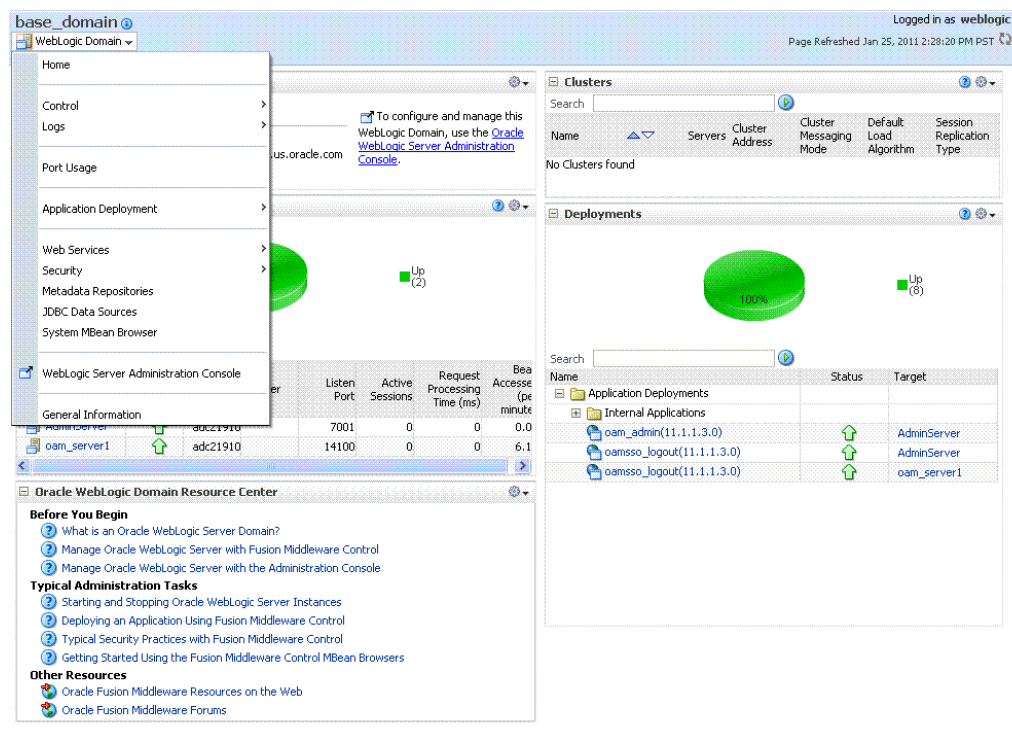 base_domain
Logged in as weblogic
WebLogic Domain
Page Refreshed Jan 25, 2011 2:28:20 PM PST
Home
Control
Logs
Port Usage
Application Deployment
Web Services
Security
Metadata Repositories
JDBC Data Sources
System MBean Browser
WebLogic Server Administration Console
General Information
To configure and manage this
WebLogic Domain, use the Oracle
WebLogic Server Administration
Console.
.us.oracle.com
Up
(2)
Listen
Port
Active
Sessions
Request
Processing
Time (ms)
Bea
Accesse
(pe
minute
AdminServer adc21910 7001 0 0 0.0
oam_server1 adc21910 14100 0 0 6.1
Clusters
Search
Name Servers Cluster Address Cluster Messaging Mode Default Load Algorithm Session Replication Type
No Clusters found
Deployments
100%
Up
(8)
Search
Name Status Target
Application Deployments
Internal Applications
oam_admin(11.1.1.3.0) AdminServer
oamsso_logout(11.1.1.3.0) AdminServer
oamsso_logout(11.1.1.3.0) oam_server1
Oracle WebLogic Domain Resource Center
Before You Begin
What is an Oracle WebLogic Server Domain?
Manage Oracle WebLogic Server with Fusion Middleware Control
Manage Oracle WebLogic Server with the Administration Console
Typical Administration Tasks
Starting and Stopping Oracle WebLogic Server Instances
Deploying an Application Using Fusion Middleware Control
Typical Security Practices with Fusion Middleware Control
Getting Started Using the Fusion Middleware Control MBean Browsers
Other Resources
Oracle Fusion Middleware Resources on the Web
Oracle Fusion Middleware Forums